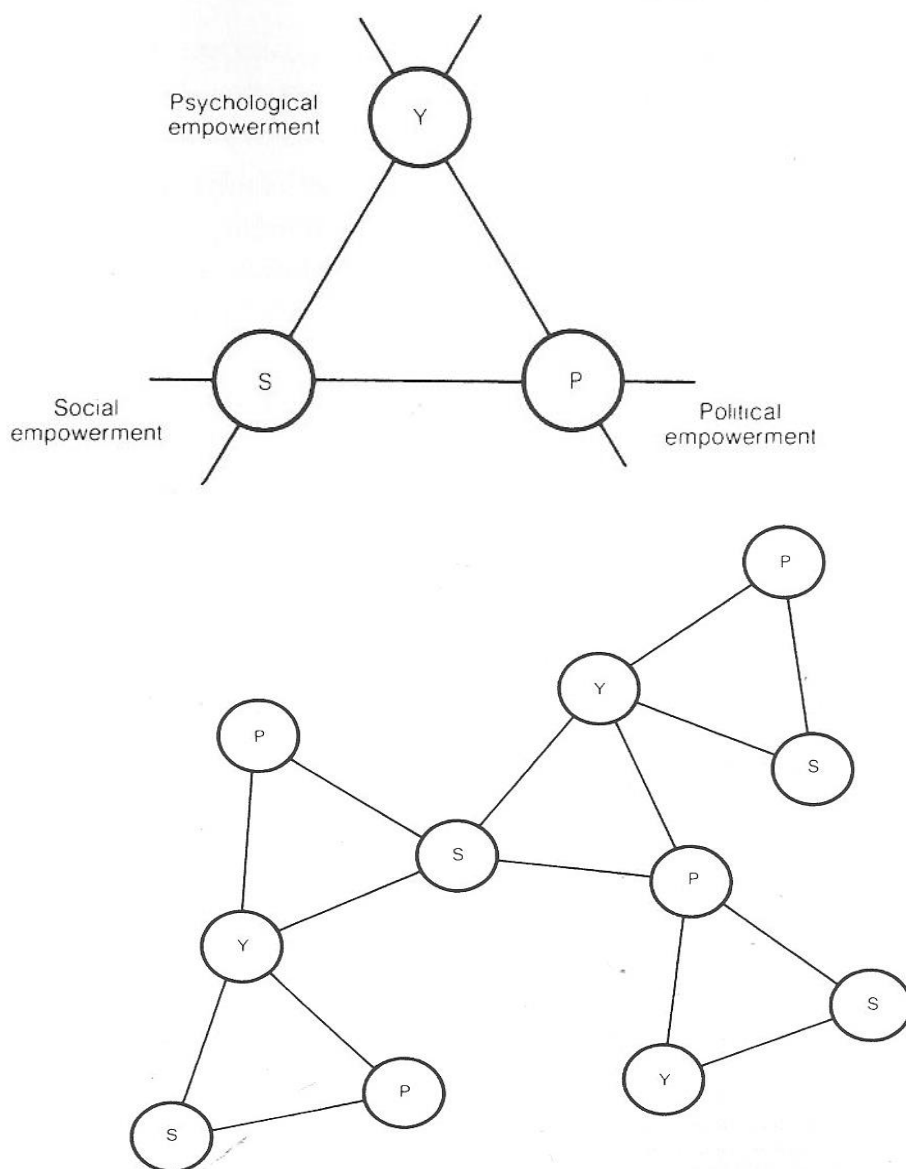 Psychological
empowerment
Y
S
P
Social
empowerment
Political
empowerment
P
Y
P
S
S
P
Y
S
P
Y
S